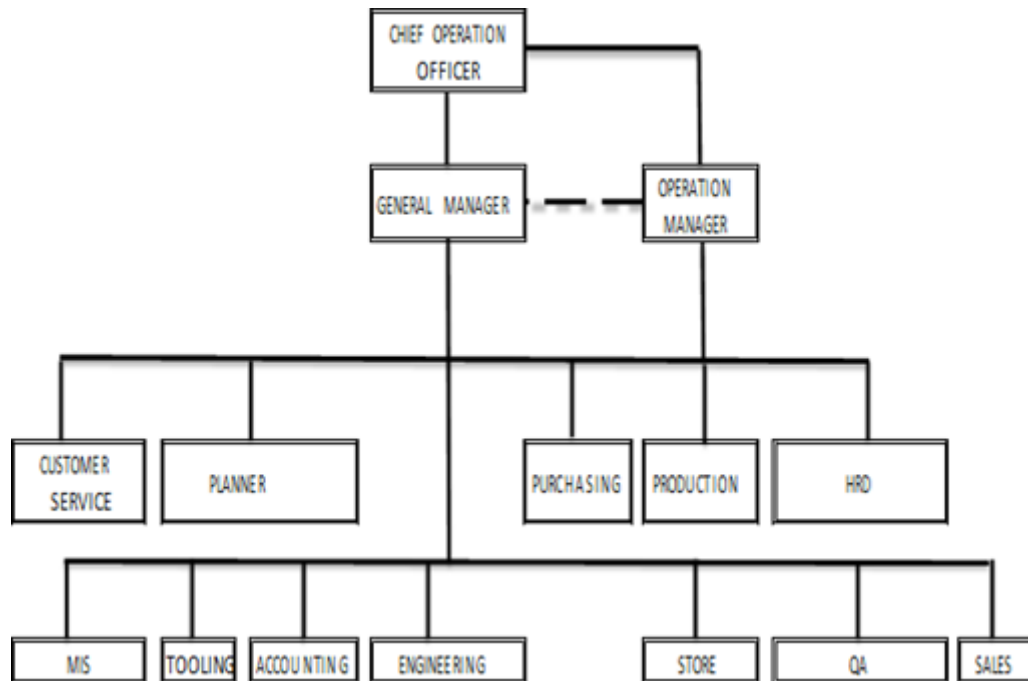 CHIEF OPERATION
OFFICER
GENERAL MANAGER
OPERATION
MANAGER
CUSTOMER
SERVICE
PLANNER
PURCHASING
PRODUCTION
HRD
MIS
TOOLING
ACCOUNTING
ENGINEERING
STORE
QA
SALES